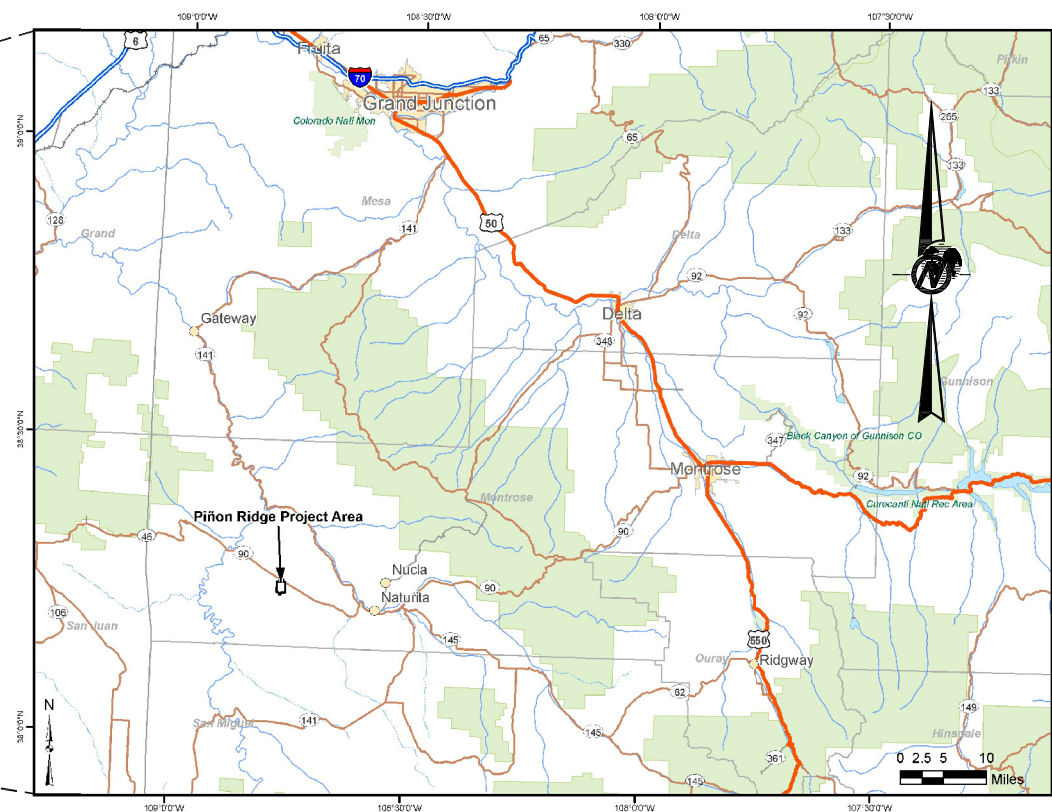 109°0'0"W 108°30'0"W 108°0'0"W 107°30'0"W
6
65
330
Fruita
Pitkin
70
133
Grand Junction
265
Colorado Natl Mon
39°0'0"N
65
133
Mesa
128
50
141
133
Grand
Delta
92
N
Gateway
Delta
92
141
348
Gunnison
38°30'0"N
347
Black Canyon of Gunnison CO
Montrose
92
Montrose
Curecanti Natl Rec Area
Piñon Ridge Project Area
46
90
90
Nucla
90
Naturita
106
San Juan
145
550
Ouray
Ridgway
62
N
San Miguel
141
149
145
Hinsdale
38°0'0"N
361
0 2.5 5 10
Miles
145
109°0'0"W 108°30'0"W 108°0'0"W 107°30'0"W